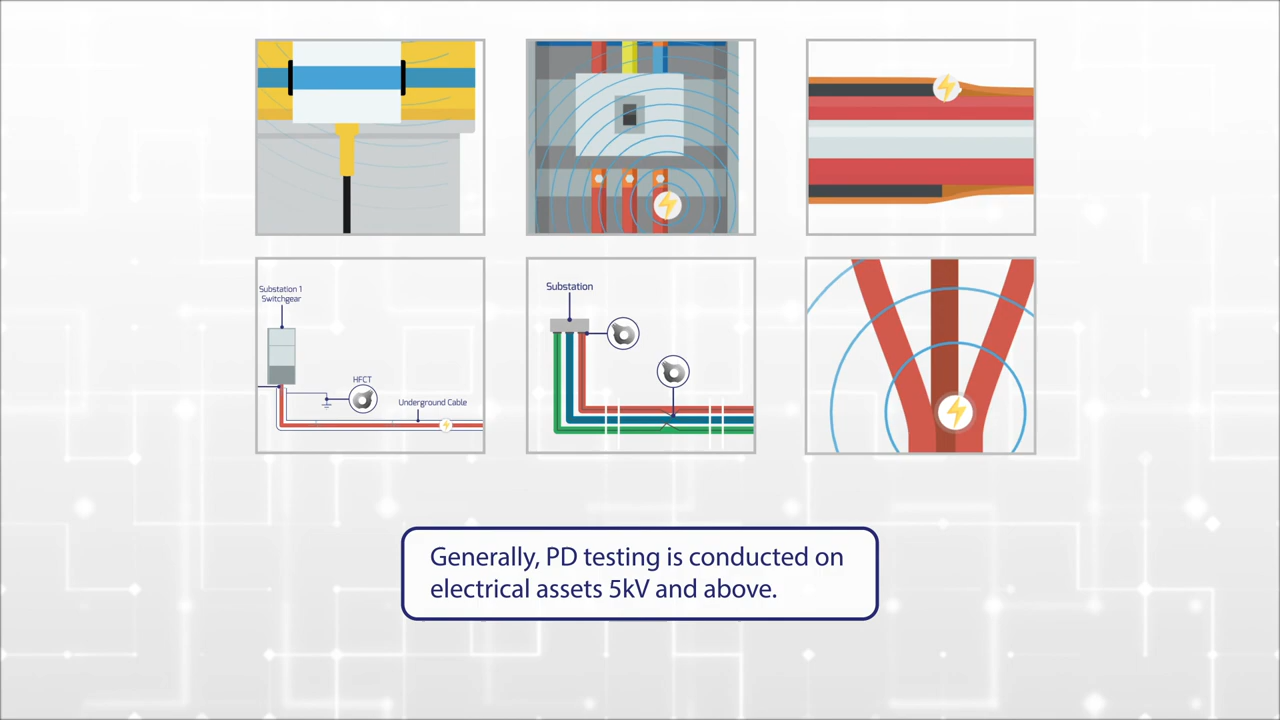 Substation 1
Switchgear
HFCT
Underground Cable
Substation
Generally, PD testing is conducted on
electrical assets 5kV and above.